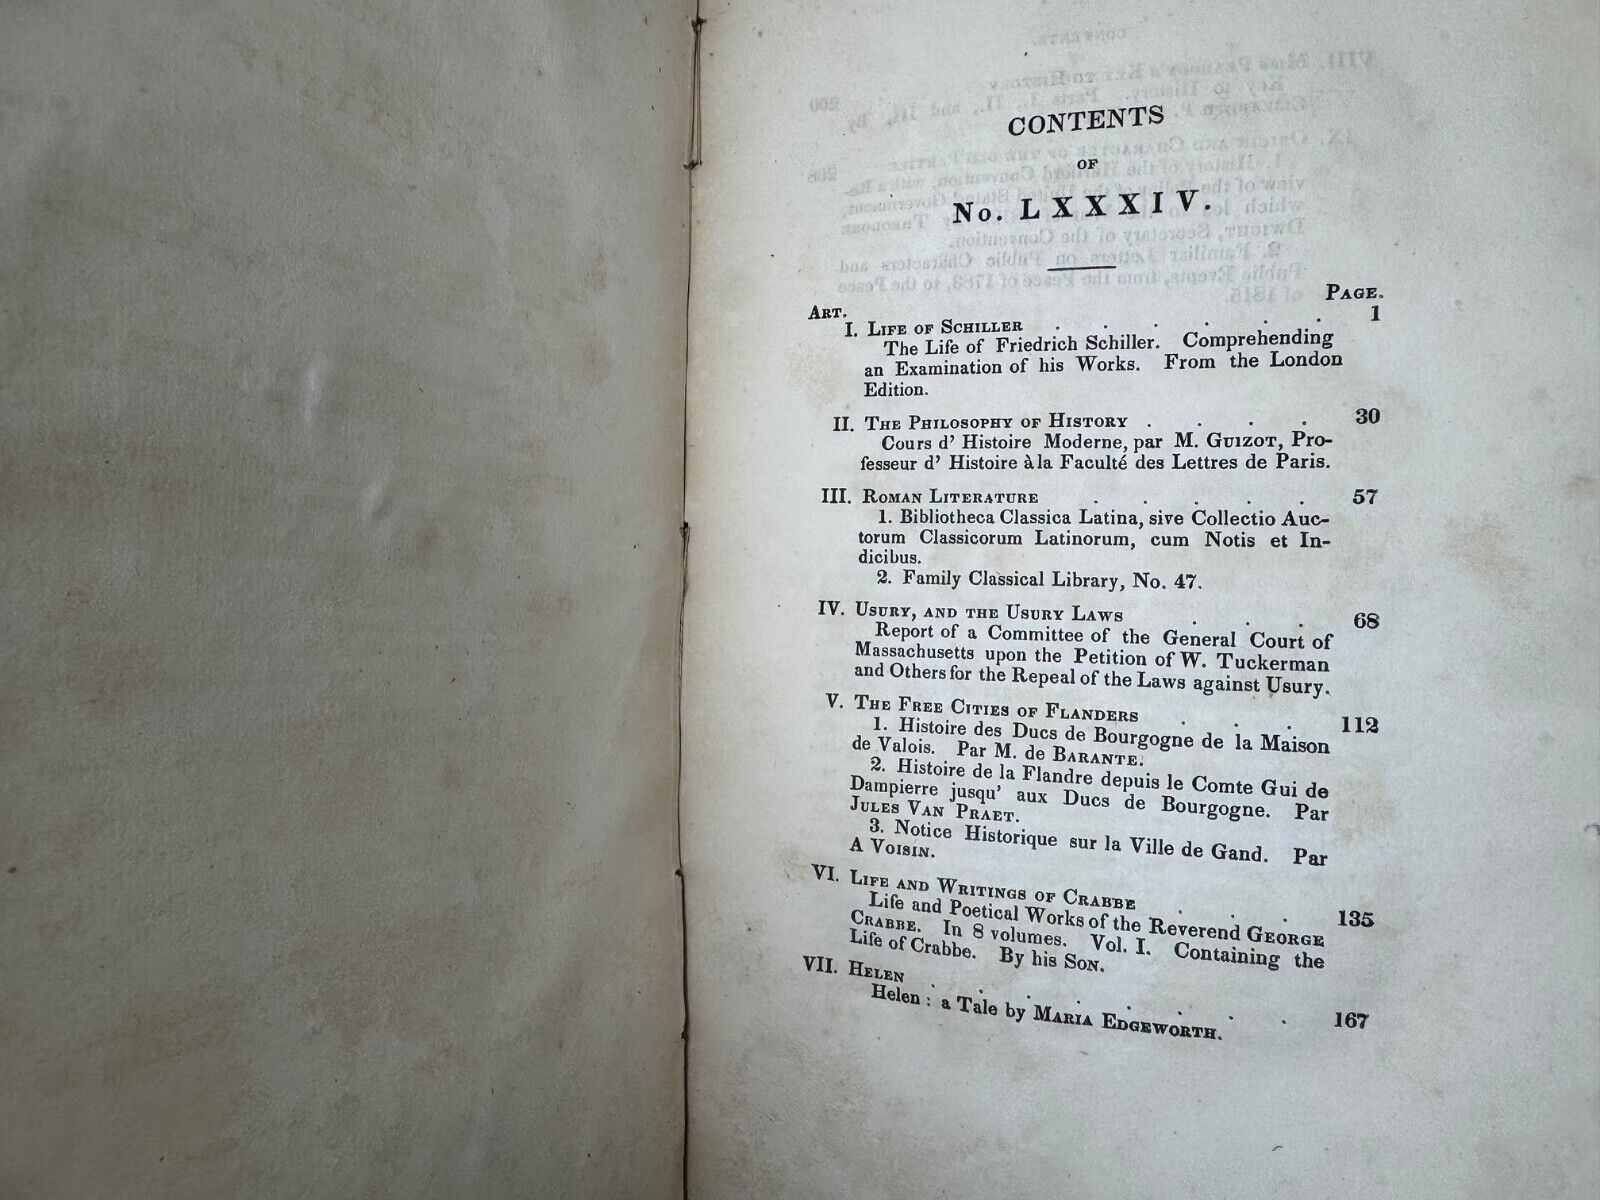 CONTENTS
OF
No. LXXXIV.
PAGE.
ART.
I. LIFE OF SCHILLER . . . . . . 1
The Life of Friedrich Schiller. Comprehending
an Examination of his Works. From the London
Edition.
II. THE PHILOSOPHY OF HISTORY . . . . 30
Cours d' Histoire Moderne, par M. GUIZOT, Pro-
fesseur d' Histoire à la Faculté des Lettres de Paris.
III. ROMAN LITERATURE . . . . . 57
1. Bibliotheca Classica Latina, sive Collectio Auc-
torum Classicorum Latinorum, cum Notis et In-
dicibus.
2. Family Classical Library, No. 47.
IV. USURY, AND THE USURY LAWS . . . 68
Report of a Committee of the General Court of
Massachusetts upon the Petition of W. Tuckerman
and Others for the Repeal of the Laws against Usury.
V. THE FREE CITIES OF FLANDERS . . . 112
1. Histoire des Ducs de Bourgogne de la Maison
de Valois. Par M. de BARANTE.
2. Histoire de la Flandre depuis le Comte Gui de
Dampierre jusqu' aux Ducs de Bourgogne. Par
JULES VAN PRAET.
3. Notice Historique sur la Ville de Gand. Par
A VOISIN.
VI. LIFE AND WRITINGS OF CRABBE . . . 135
Life and Poetical Works of the Reverend GEORGE
CRABBE. In 8 volumes. Vol. I. Containing the
Life of Crabbe. By his SON.
VII. HELEN . . . . . . . . 167
Helen : a Tale by MARIA EDGEWORTH.